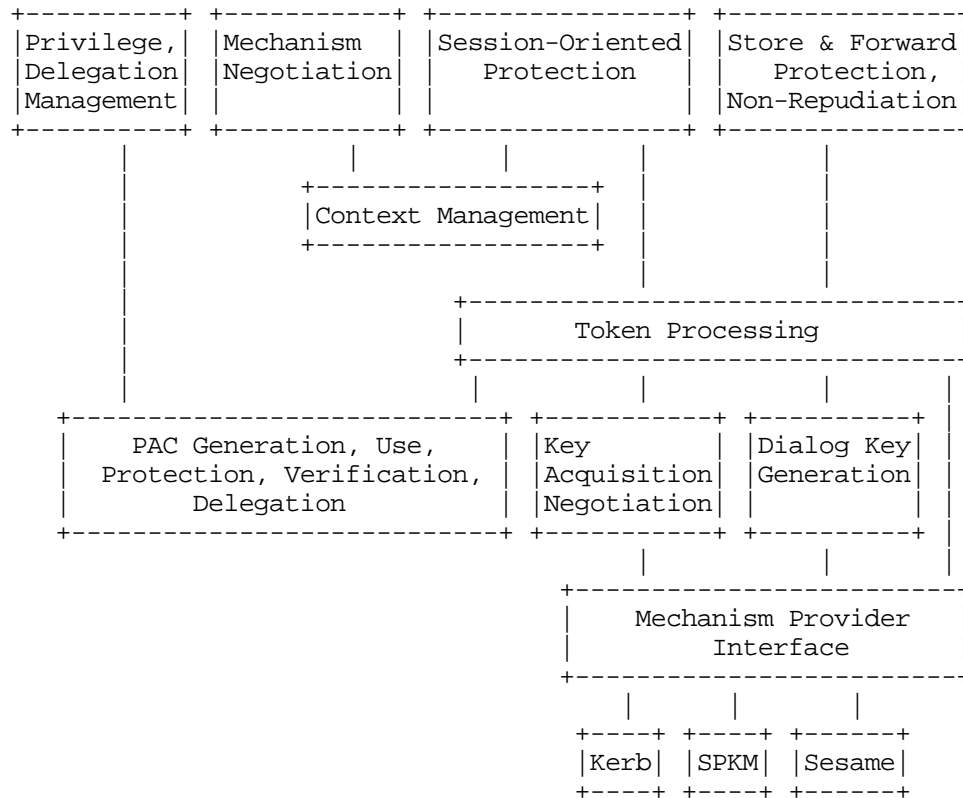 Privilege, Mechanism Session-Oriented Store & Forward
Delegation Negotiation Protection Protection,
Management Non-Repudiation
Context Management
Token Processing
PAC Generation, Use, Key Dialog Key
Protection, Verification, Acquisition Generation
Delegation Negotiation
Mechanism Provider
Interface
Kerb SPKM Sesame